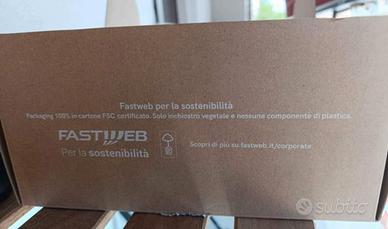 Fastweb per la sostenibilità
Packaging 100% in cartone FSC certificato. Solo inchiostro vegetale e nessuna componente di plastica.
FASTWEB
Per la sostenibilità
Scopri di più su fastweb.it/corporate
subito